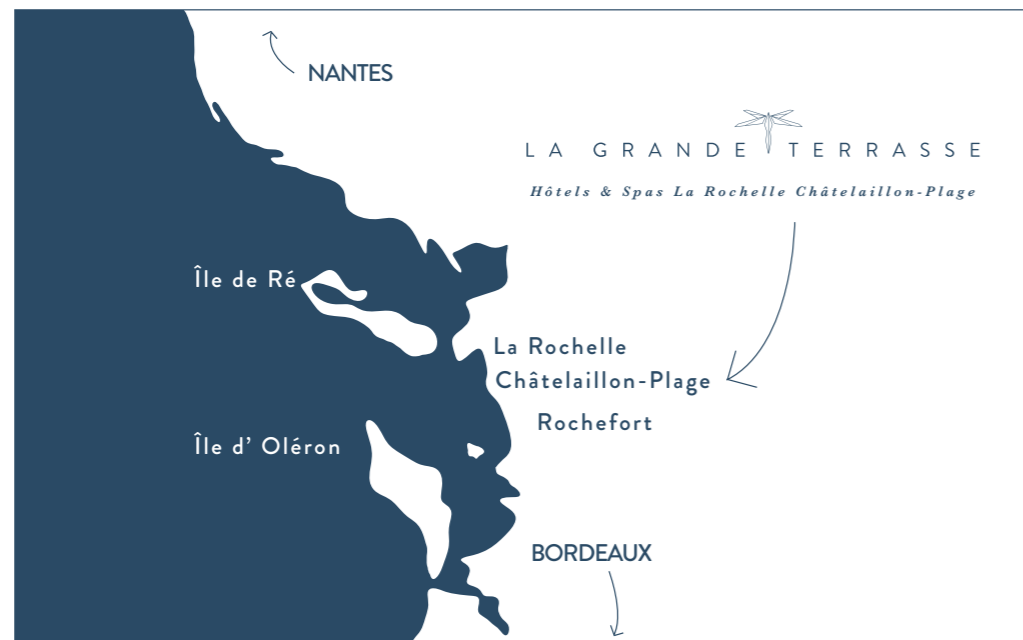 NANTES
LA GRANDE TERRASSE
Hôtels & Spas La Rochelle Châtelaillon-Plage
Île de Ré
La Rochelle
Châtelaillon-Plage
Rochefort
Île d’ Oléron
BORDEAUX